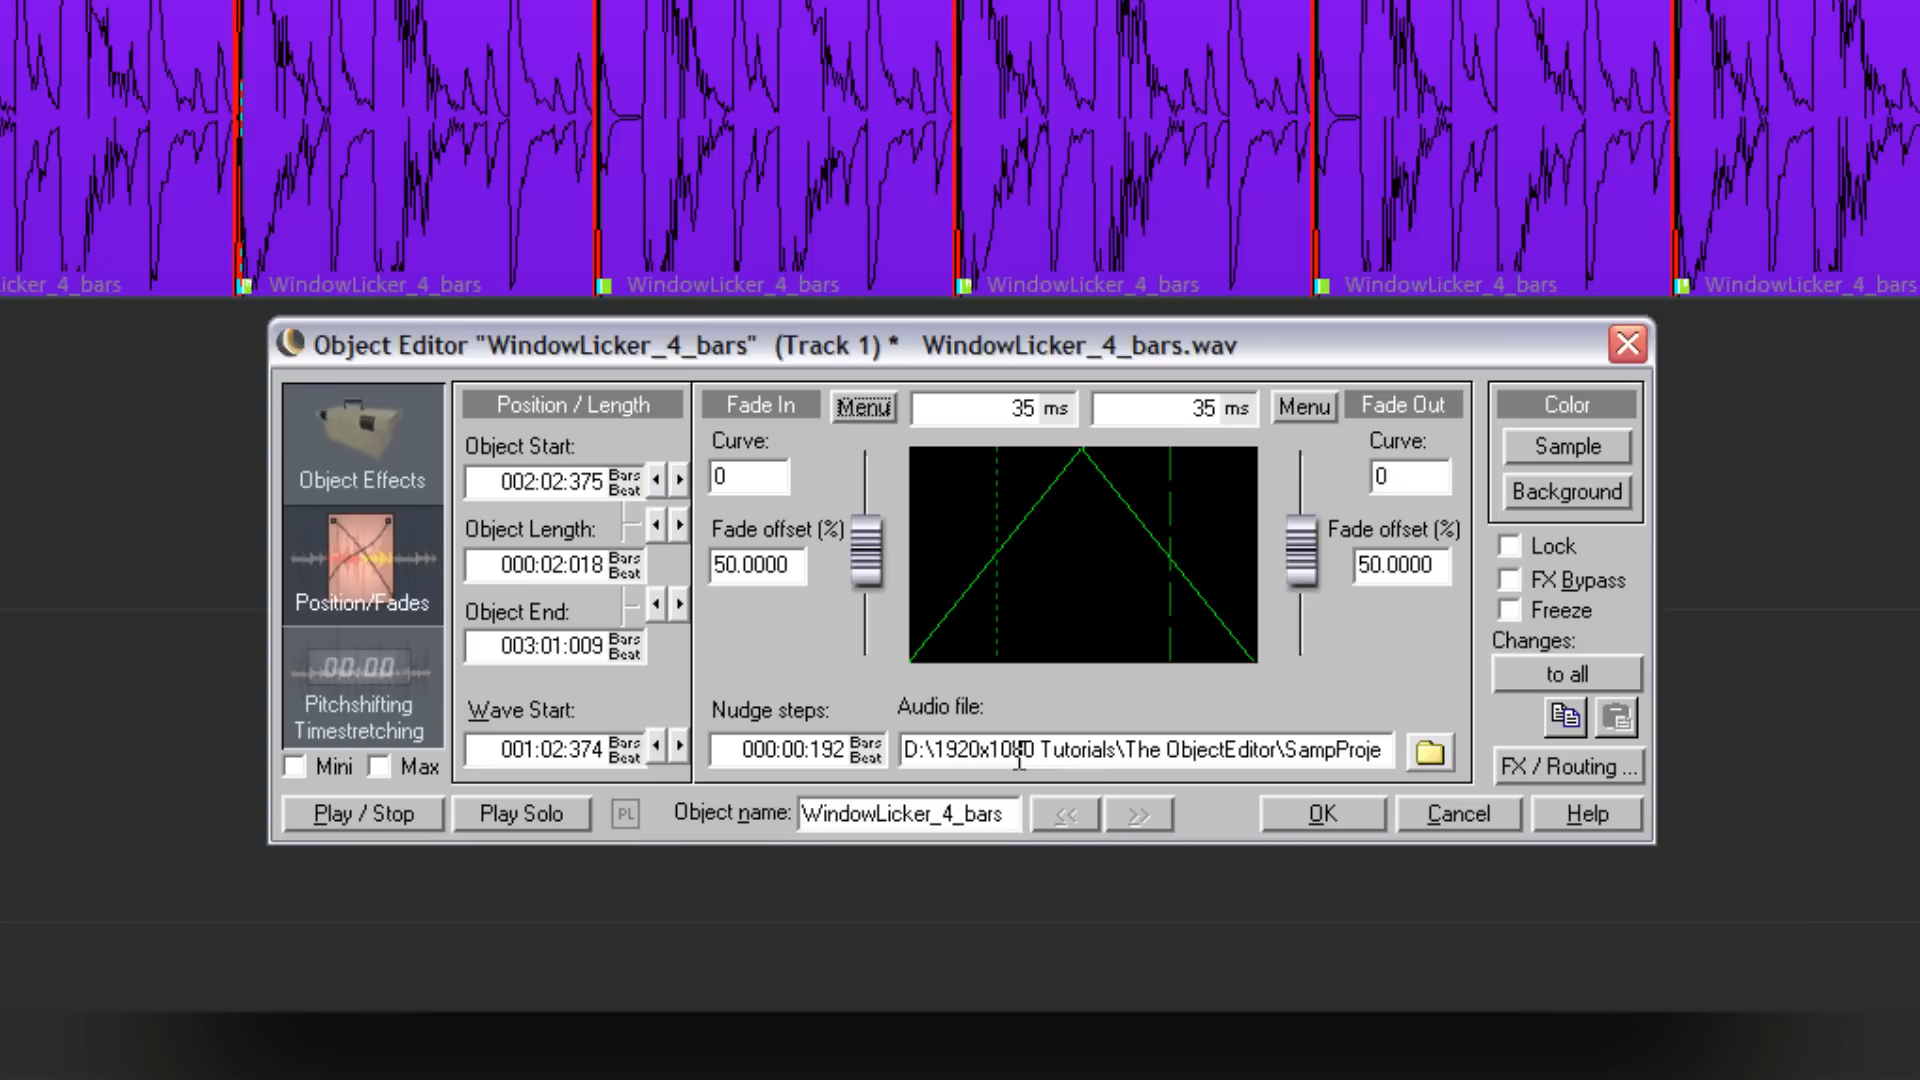 icker_4_bars
WindowLicker_4_bars
WindowLicker_4_bars
WindowLicker_4_bars
WindowLicker_4_bars
WindowLicker_4_bars
Object Editor "WindowLicker_4_bars" (Track 1) * WindowLicker_4_bars.wav
Object Effects
Position/Fades
00:00
Pitchshifting
Timestretching
Mini
Max
Position / Length
Object Start:
002:02:375 Bars Beat
Object Length:
000:02:018 Bars Beat
Object End:
003:01:009 Bars Beat
Wave Start:
001:02:374 Bars Beat
Fade In
Menu
35 ms
35 ms
Menu
Fade Out
Curve:
0
Fade offset (%)
50.0000
Curve:
0
Fade offset (%)
50.0000
Nudge steps:
000:00:192 Bars Beat
Audio file:
D:\1920x1080 Tutorials\The ObjectEditor\SampProje
Color
Sample
Background
Lock
FX Bypass
Freeze
Changes:
to all
FX / Routing ...
Play / Stop
Play Solo
PL
Object name:
WindowLicker_4_bars
<<
>>
OK
Cancel
Help